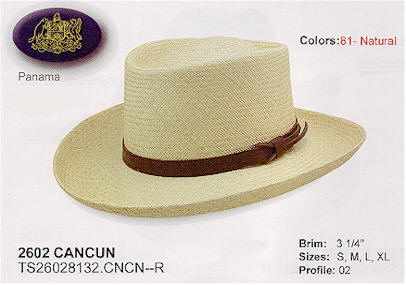 Panama
Colors:81- Natural
2602 CANCUN
TS26028132.CNCN--R
Brim: 3 1/4"
Sizes: S, M, L, XL
Profile: 02